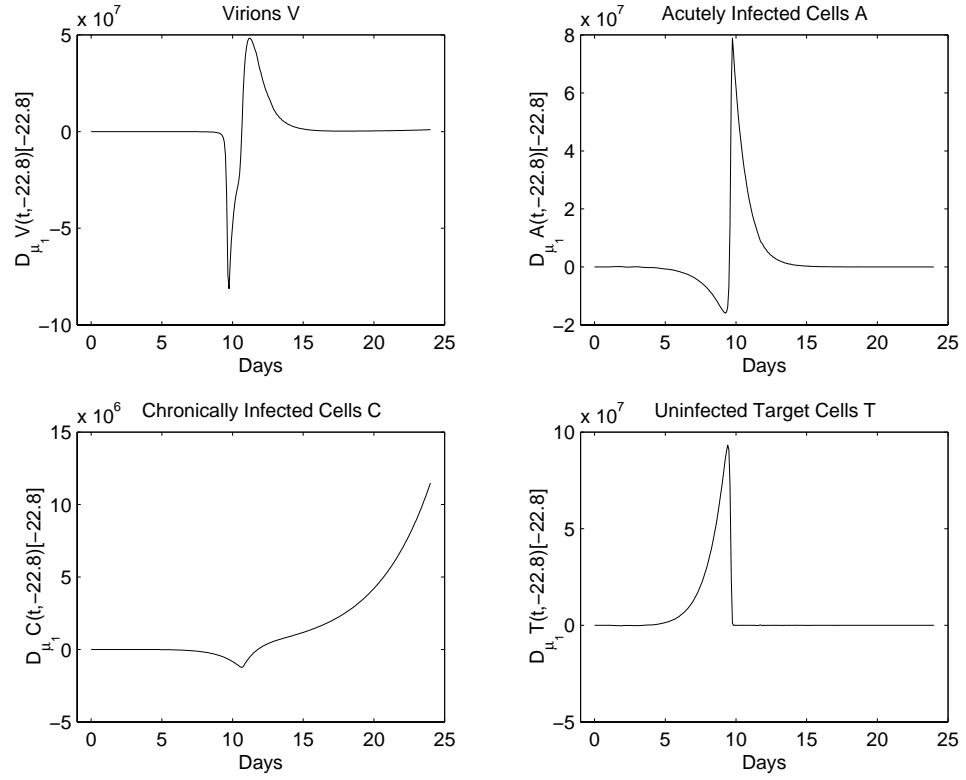 x 10^7
Virions V
5
0
−5
−10
0 5 10 15 20 25
Days
D_μ₁ V(t,−22.8)[−22.8]
x 10^7
Acutely Infected Cells A
8
6
4
2
0
−2
0 5 10 15 20 25
Days
D_μ₁ A(t,−22.8)[−22.8]
x 10^6
Chronically Infected Cells C
15
10
5
0
−5
0 5 10 15 20 25
Days
D_μ₁ C(t,−22.8)[−22.8]
x 10^7
Uninfected Target Cells T
10
5
0
−5
0 5 10 15 20 25
Days
D_μ₁ T(t,−22.8)[−22.8]